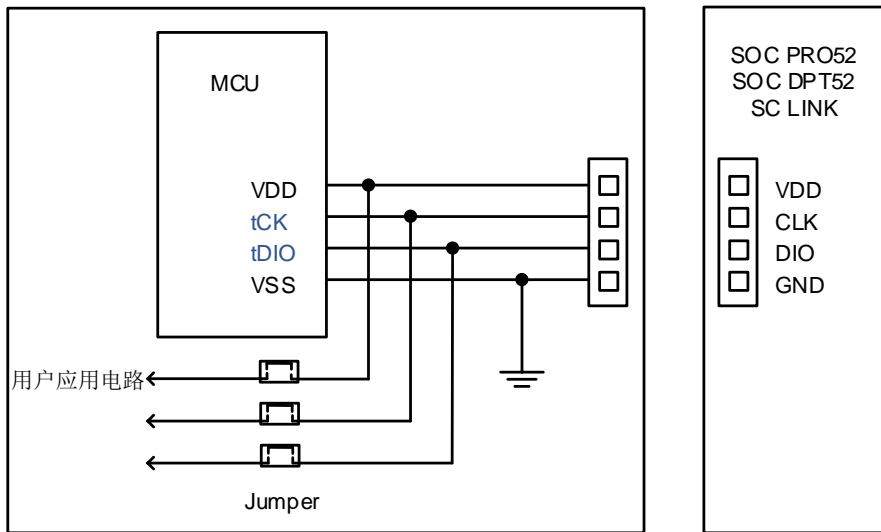 MCU
VDD
tCK
tDIO
VSS
用户应用电路
Jumper
SOC PRO52
SOC DPT52
SC LINK
VDD
CLK
DIO
GND